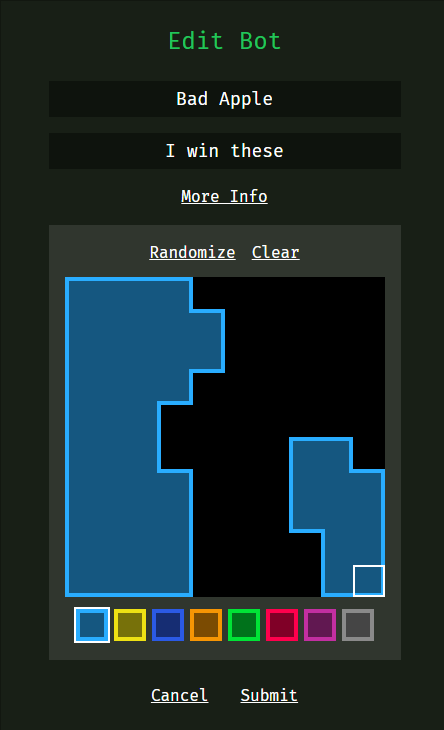 Edit Bot
Bad Apple
I win these
More Info
Randomize Clear
Cancel Submit